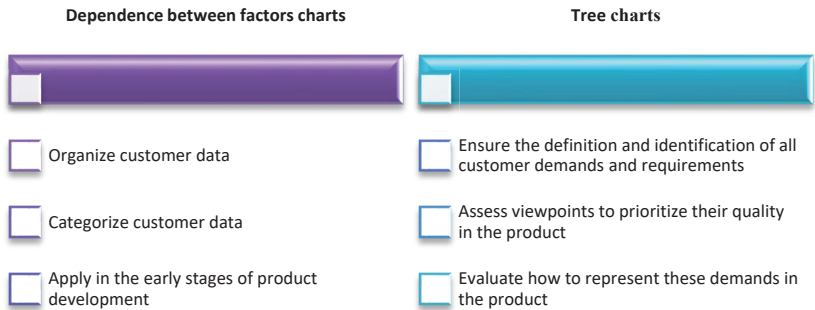 Dependence between factors charts
Organize customer data
Categorize customer data
Apply in the early stages of product
development
Tree charts
Ensure the definition and identification of all
customer demands and requirements
Assess viewpoints to prioritize their quality
in the product
Evaluate how to represent these demands in
the product